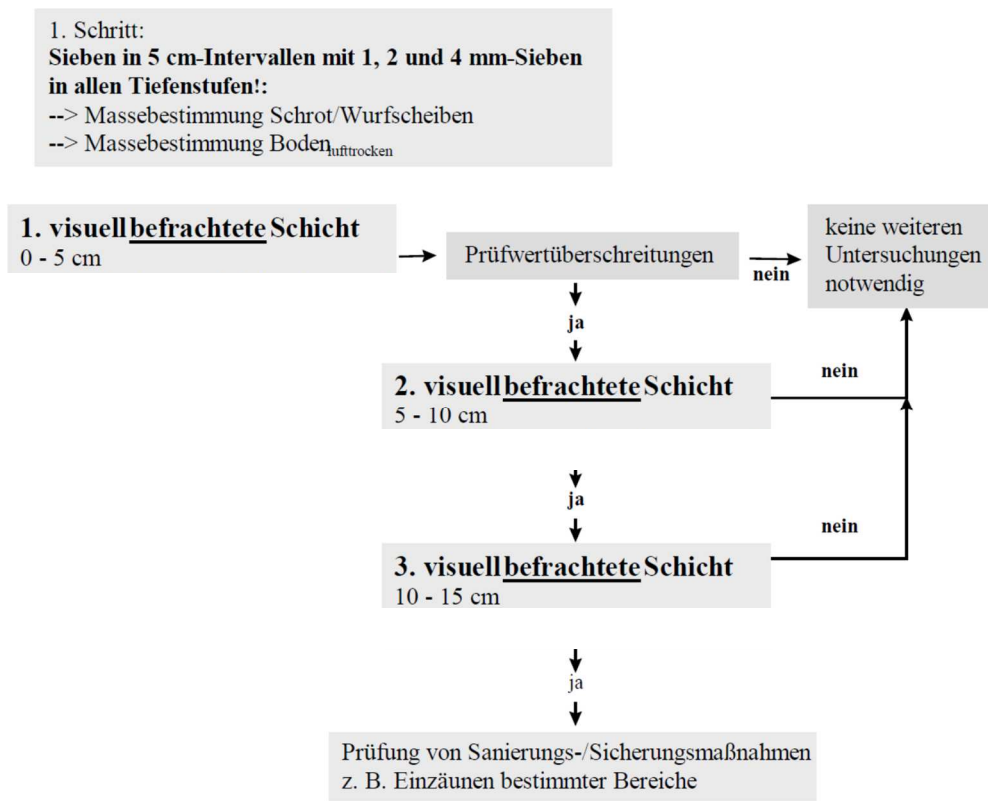 1. Schritt:
Sieben in 5 cm-Intervallen mit 1, 2 und 4 mm-Sieben
in allen Tiefenstufen!:
--> Massebestimmung Schrot/Wurfscheiben
--> Massebestimmung Boden lufttrocken
1. visuell befrachtete Schicht
0 - 5 cm
Prüfwertüberschreitungen
nein
keine weiteren
Untersuchungen
notwendig
ja
2. visuell befrachtete Schicht
5 - 10 cm
nein
ja
3. visuell befrachtete Schicht
10 - 15 cm
nein
ja
Prüfung von Sanierungs-/Sicherungsmaßnahmen
z. B. Einzäunen bestimmter Bereiche